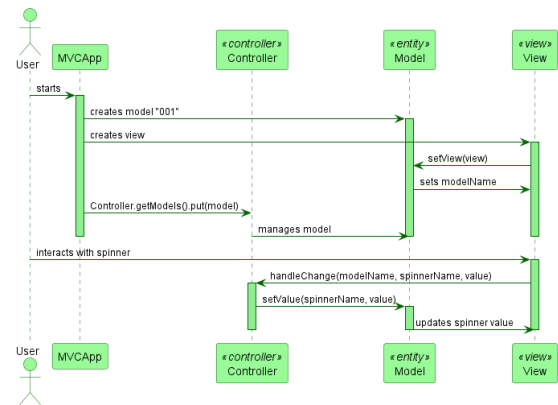 User
MVCApp
«controller»
Controller
«entity»
Model
«view»
View
starts
creates model "001"
creates view
setView(view)
sets modelName
Controller.getModels().put(model)
manages model
interacts with spinner
handleChange(modelName, spinnerName, value)
setValue(spinnerName, value)
updates spinner value
User
MVCApp
«controller»
Controller
«entity»
Model
«view»
View